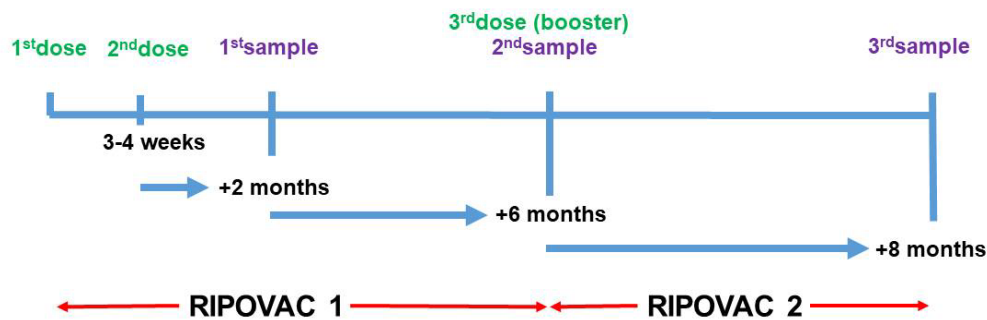 3rddose (booster)
1stdose 2nddose 1stsample 2ndsample 3rdsample
3-4 weeks
+2 months
+6 months
+8 months
RIPOVAC 1 RIPOVAC 2